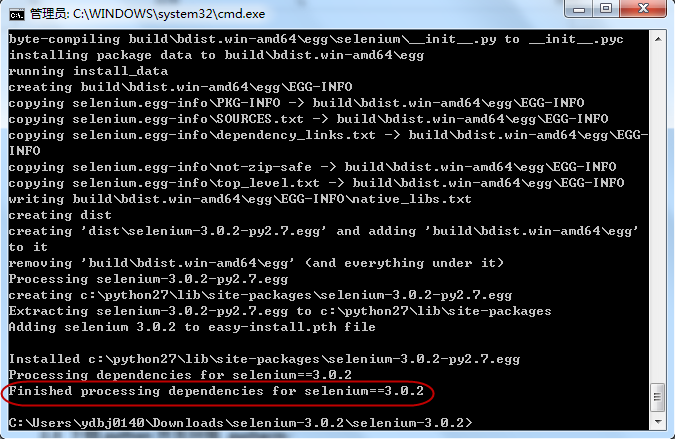 管理员: C:\WINDOWS\system32\cmd.exe
byte-compiling build\bdist.win-amd64\egg\selenium\__init__.py to __init__.pyc
installing package data to build\bdist.win-amd64\egg
running install_data
creating build\bdist.win-amd64\egg\EGG-INFO
copying selenium.egg-info\PKG-INFO -> build\bdist.win-amd64\egg\EGG-INFO
copying selenium.egg-info\SOURCES.txt -> build\bdist.win-amd64\egg\EGG-INFO
copying selenium.egg-info\dependency_links.txt -> build\bdist.win-amd64\egg\EGG-
INFO
copying selenium.egg-info\not-zip-safe -> build\bdist.win-amd64\egg\EGG-INFO
copying selenium.egg-info\top_level.txt -> build\bdist.win-amd64\egg\EGG-INFO
writing build\bdist.win-amd64\egg\EGG-INFO\native_libs.txt
creating dist
creating 'dist\selenium-3.0.2-py2.7.egg' and adding 'build\bdist.win-amd64\egg'
to it
removing 'build\bdist.win-amd64\egg' (and everything under it)
Processing selenium-3.0.2-py2.7.egg
creating c:\python27\lib\site-packages\selenium-3.0.2-py2.7.egg
Extracting selenium-3.0.2-py2.7.egg to c:\python27\lib\site-packages
Adding selenium 3.0.2 to easy-install.pth file
Installed c:\python27\lib\site-packages\selenium-3.0.2-py2.7.egg
Processing dependencies for selenium==3.0.2
Finished processing dependencies for selenium==3.0.2
C:\Users\ydbj0140\Downloads\selenium-3.0.2\selenium-3.0.2>